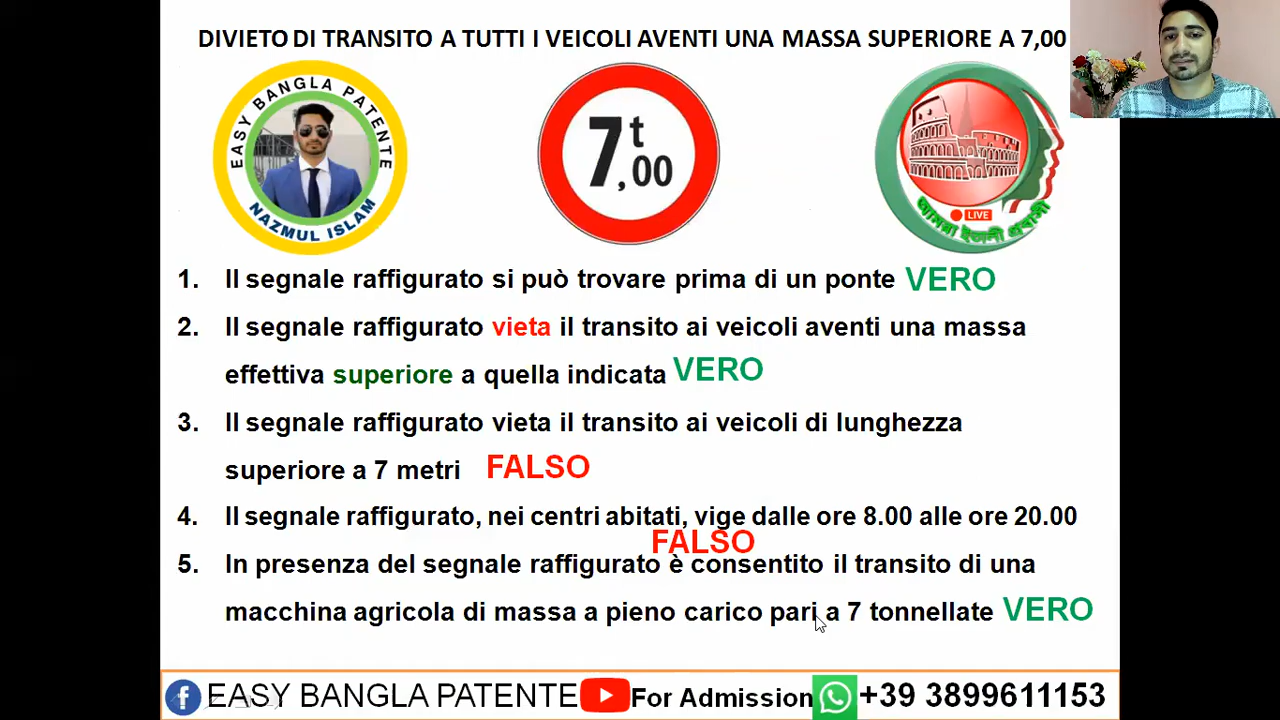 DIVIETO DI TRANSITO A TUTTI I VEICOLI AVENTI UNA MASSA SUPERIORE A 7,00
EASY BANGLA PATENTE
NAZMUL ISLAM
7,00 t
LIVE
আমরা ইতালী প্রবাসী
1. Il segnale raffigurato si può trovare prima di un ponte VERO
2. Il segnale raffigurato vieta il transito ai veicoli aventi una massa
effettiva superiore a quella indicata VERO
3. Il segnale raffigurato vieta il transito ai veicoli di lunghezza
superiore a 7 metri FALSO
4. Il segnale raffigurato, nei centri abitati, vige dalle ore 8.00 alle ore 20.00
FALSO
5. In presenza del segnale raffigurato è consentito il transito di una
macchina agricola di massa a pieno carico pari a 7 tonnellate VERO
EASY BANGLA PATENTE For Admission +39 3899611153